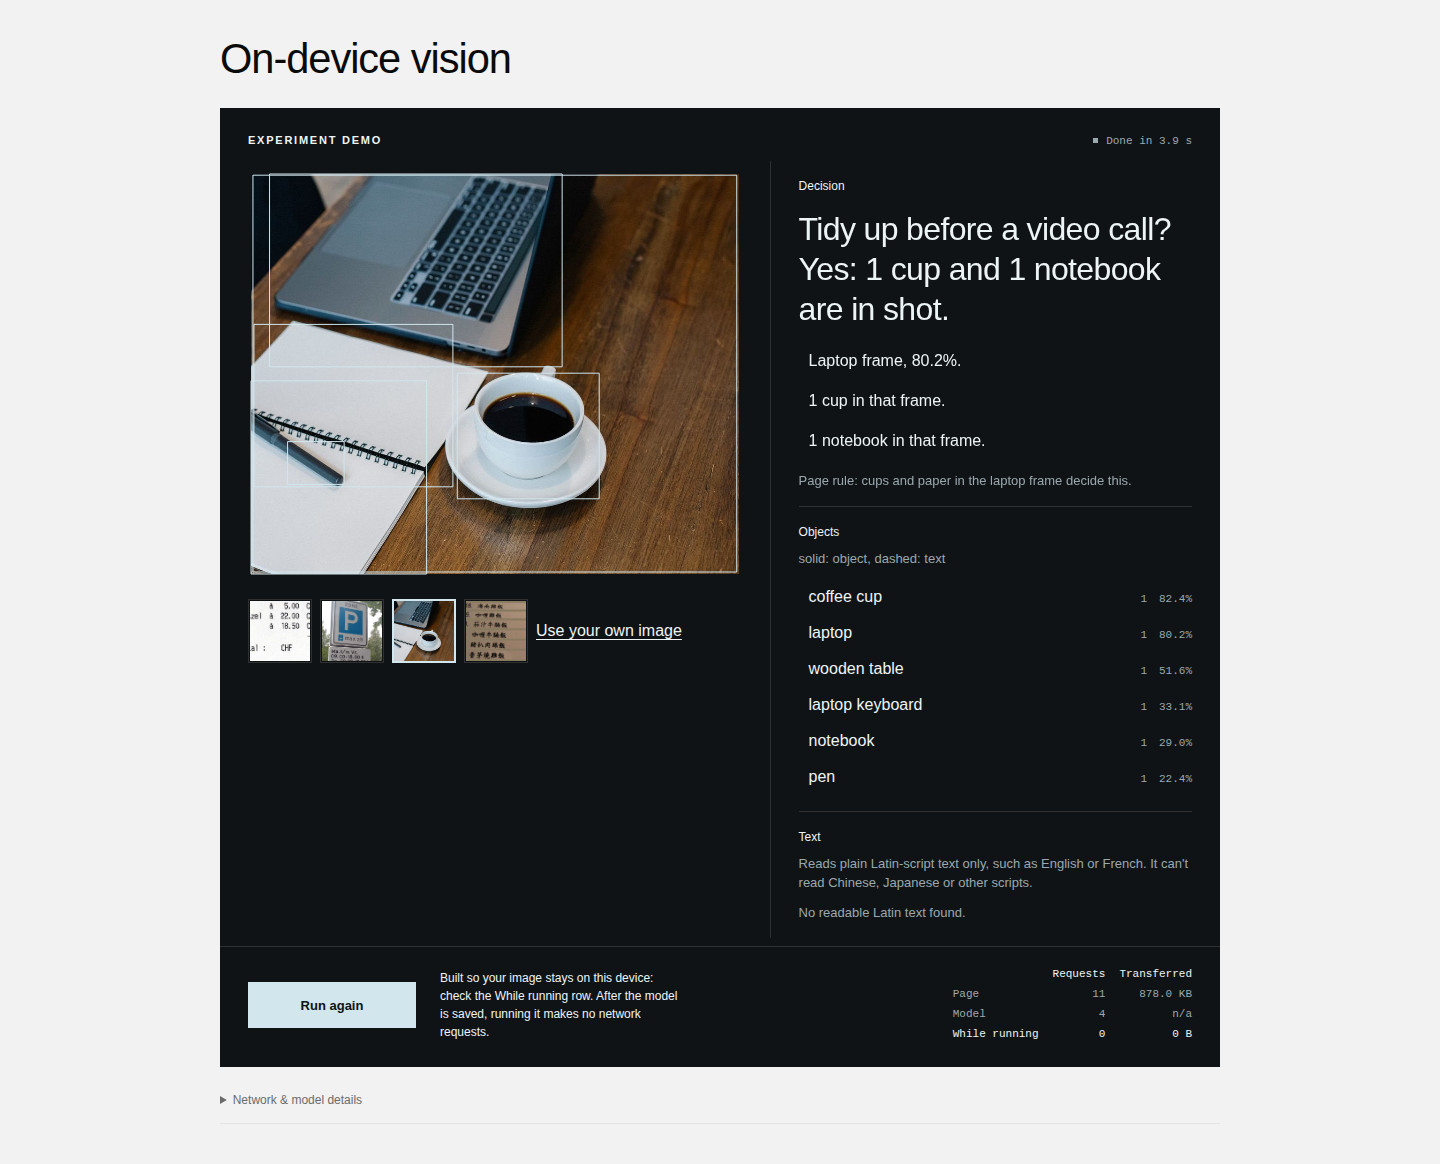 On-device vision
EXPERIMENT DEMO
Done in 3.9 s
Decision
Tidy up before a video call?
Yes: 1 cup and 1 notebook
are in shot.
Laptop frame, 80.2%.
1 cup in that frame.
1 notebook in that frame.
Page rule: cups and paper in the laptop frame decide this.
Objects
solid: object, dashed: text
coffee cup 1 82.4%
laptop 1 80.2%
wooden table 1 51.6%
laptop keyboard 1 33.1%
notebook 1 29.0%
pen 1 22.4%
Text
Reads plain Latin-script text only, such as English or French. It can't
read Chinese, Japanese or other scripts.
No readable Latin text found.
à 5.00
à 22.00
à 18.50
CHF
P
Use your own image
Run again
Built so your image stays on this device:
check the While running row. After the model
is saved, running it makes no network
requests.
Requests Transferred
Page 11 878.0 KB
Model 4 n/a
While running 0 0 B
Network & model details